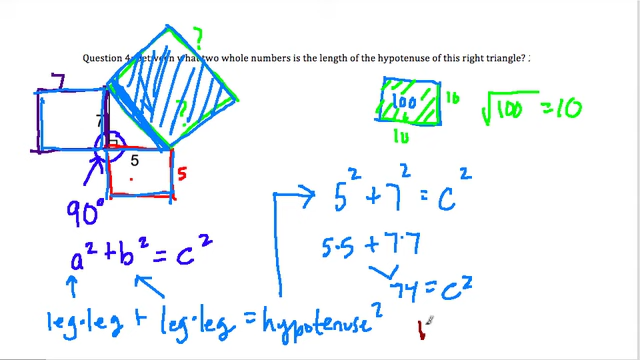 Question 4: Between what two whole numbers is the length of the hypotenuse of this right triangle? .
?
7
7
?
5
5
90°
100
10
10
√100 = 10
5² + 7² = c²
5·5 + 7·7
74 = c²
a² + b² = c²
leg·leg + leg·leg = hypotenuse²